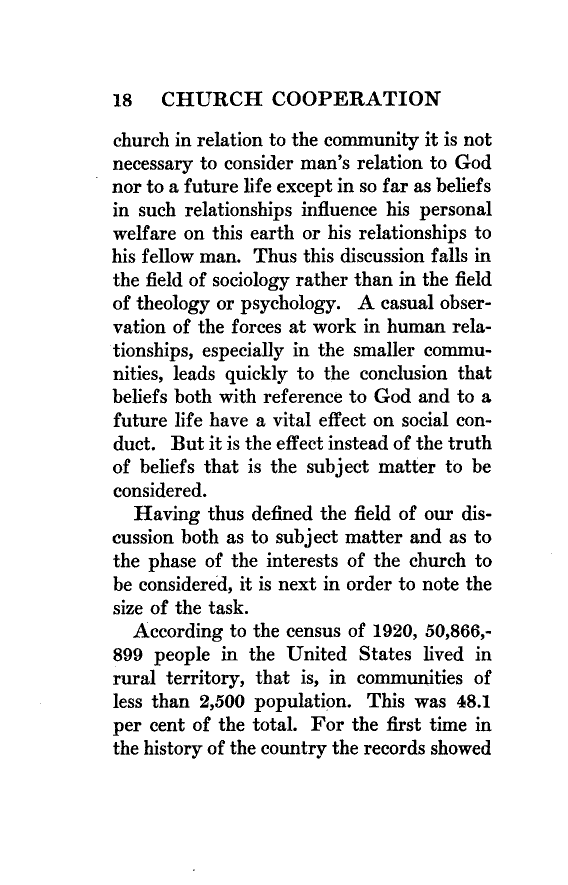 18 CHURCH COOPERATION
church in relation to the community it is not
necessary to consider man's relation to God
nor to a future life except in so far as beliefs
in such relationships influence his personal
welfare on this earth or his relationships to
his fellow man. Thus this discussion falls in
the field of sociology rather than in the field
of theology or psychology. A casual obser-
vation of the forces at work in human rela-
tionships, especially in the smaller commu-
nities, leads quickly to the conclusion that
beliefs both with reference to God and to a
future life have a vital effect on social con-
duct. But it is the effect instead of the truth
of beliefs that is the subject matter to be
considered.
Having thus defined the field of our dis-
cussion both as to subject matter and as to
the phase of the interests of the church to
be considered, it is next in order to note the
size of the task.
According to the census of 1920, 50,866,-
899 people in the United States lived in
rural territory, that is, in communities of
less than 2,500 population. This was 48.1
per cent of the total. For the first time in
the history of the country the records showed